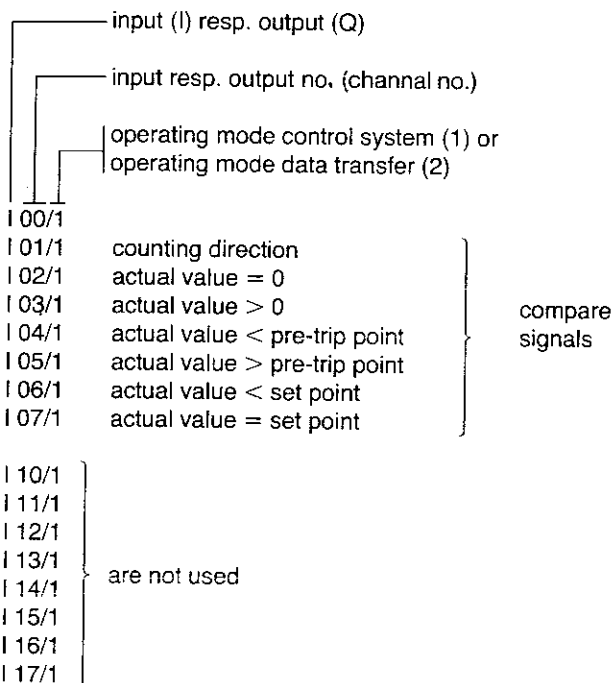 input (I) resp. output (Q)
input resp. output no. (channal no.)
operating mode control system (1) or
operating mode data transfer (2)
I 00/1
I 01/1 counting direction
I 02/1 actual value = 0
I 03/1 actual value > 0
I 04/1 actual value < pre-trip point
I 05/1 actual value > pre-trip point
I 06/1 actual value < set point
I 07/1 actual value = set point
compare
signals
I 10/1
I 11/1
I 12/1
I 13/1
I 14/1
I 15/1
I 16/1
I 17/1
are not used